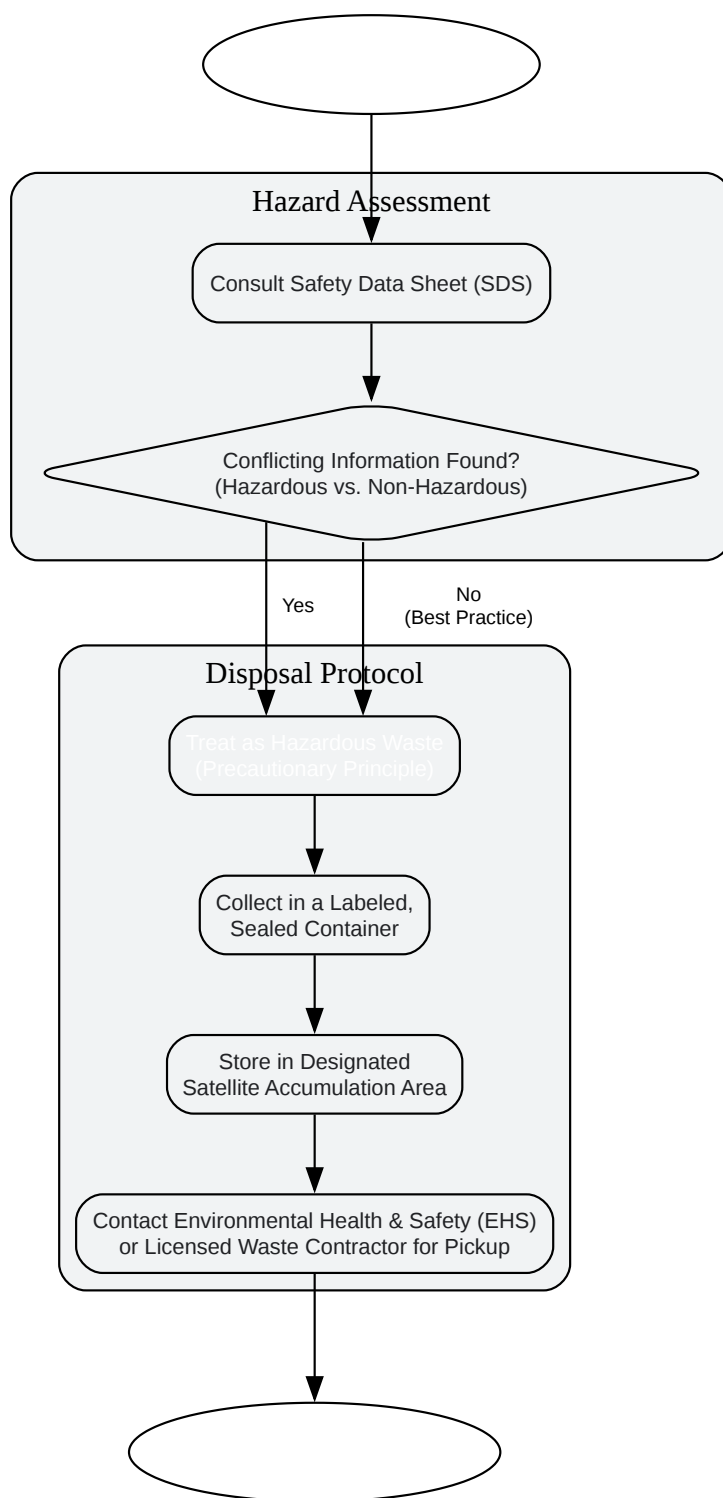 Hazard Assessment
Consult Safety Data Sheet (SDS)
Conflicting Information Found?
(Hazardous vs. Non-Hazardous)
Yes
No
(Best Practice)
Disposal Protocol
Treat as Hazardous Waste
(Precautionary Principle)
Collect in a Labeled,
Sealed Container
Store in Designated
Satellite Accumulation Area
Contact Environmental Health & Safety (EHS)
or Licensed Waste Contractor for Pickup